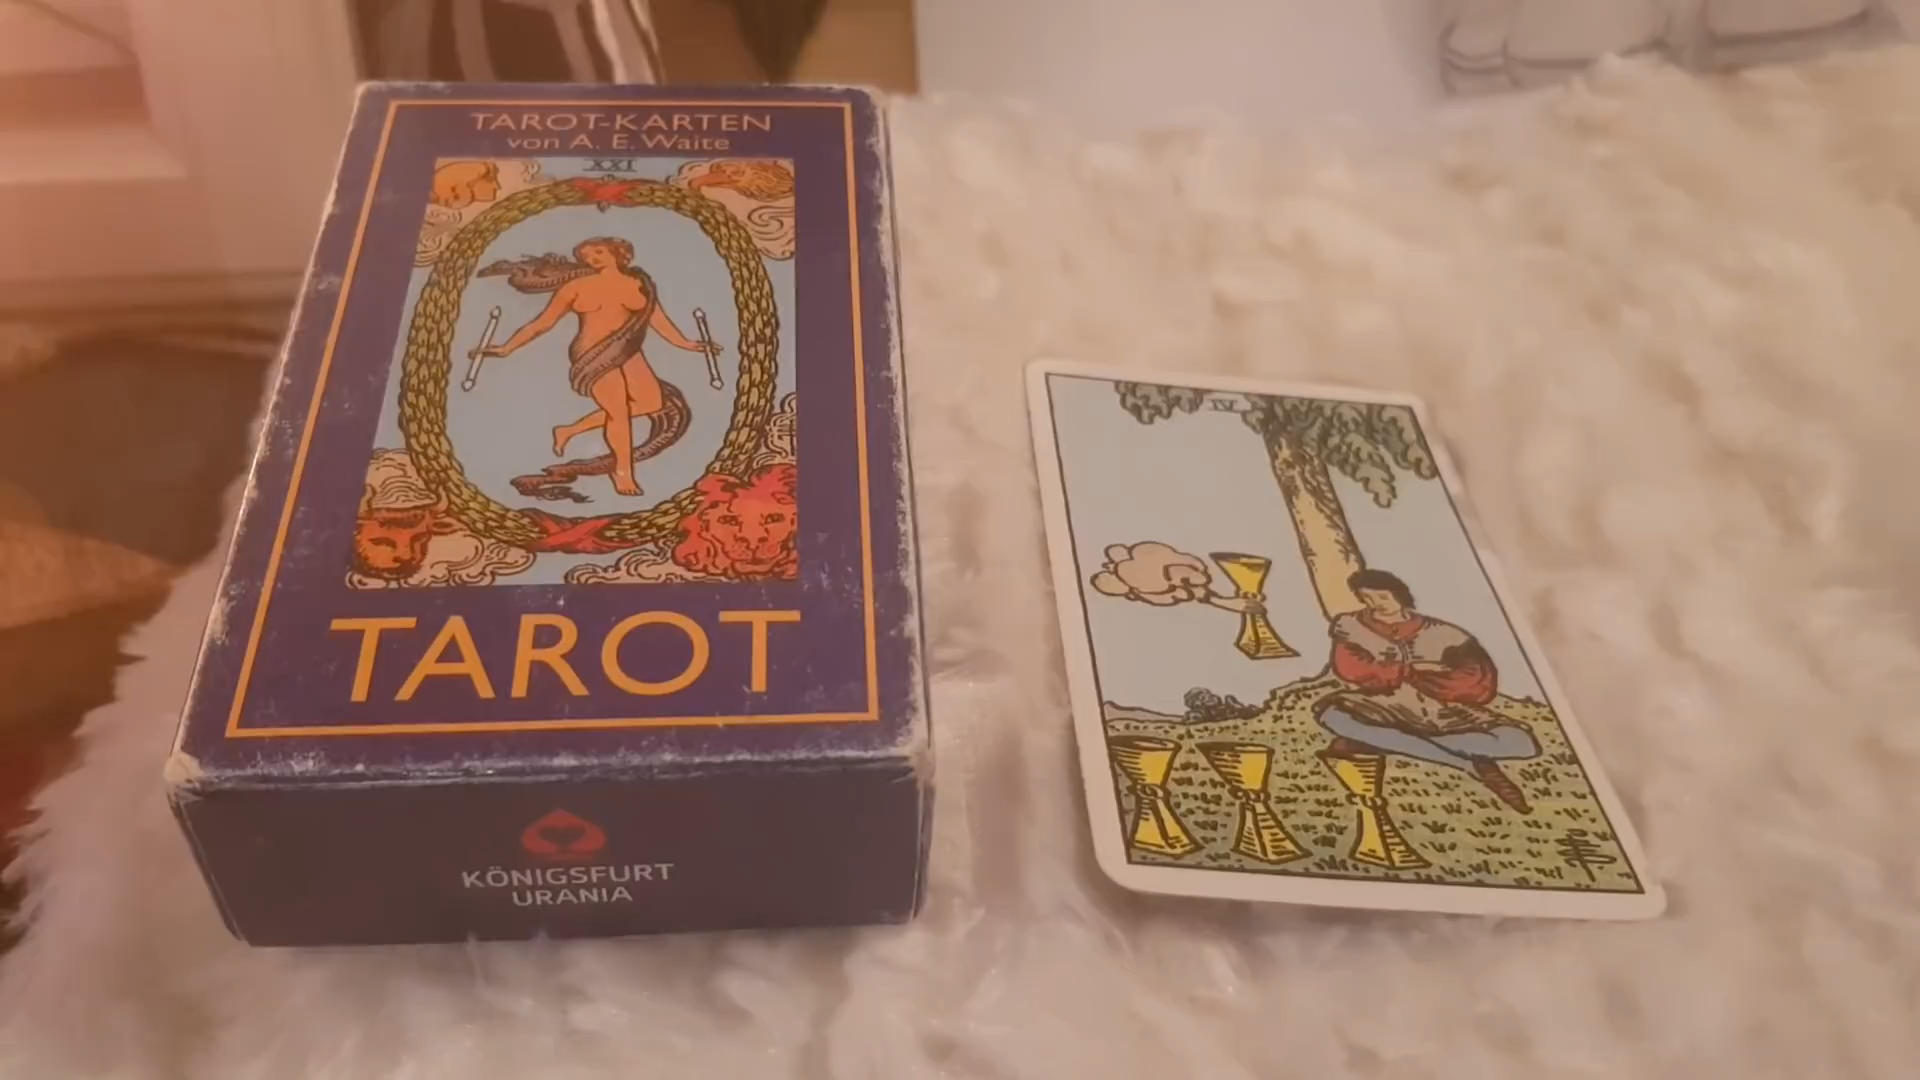 TAROT-KARTEN
von A. E. Waite
XXI
TAROT
KÖNIGSFURT
URANIA
IV